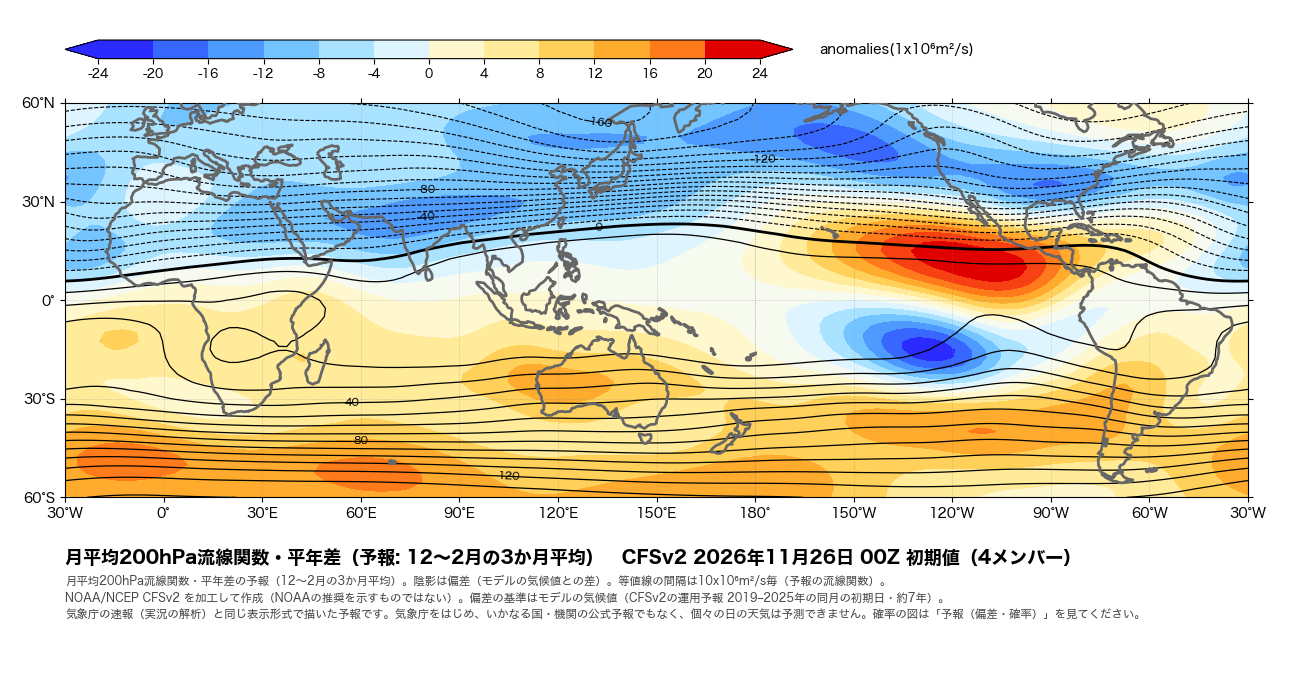 anomalies(1x10⁶m²/s)
-24 -20 -16 -12 -8 -4 0 4 8 12 16 20 24
60°N
30°N
0°
30°S
60°S
160
120
80
40
0
40
80
120
30°W 0° 30°E 60°E 90°E 120°E 150°E 180° 150°W 120°W 90°W 60°W 30°W
月平均200hPa流線関数・平年差（予報: 12〜2月の3か月平均） CFSv2 2026年11月26日 00Z 初期値（4メンバー）
月平均200hPa流線関数・平年差の予報（12〜2月の3か月平均）。陰影は偏差（モデルの気候値との差）。等値線の間隔は10x10⁶m²/s毎（予報の流線関数）。
NOAA/NCEP CFSv2 を加工して作成（NOAAの推奨を示すものではない）。偏差の基準はモデルの気候値（CFSv2の運用予報 2019–2025年の同月の初期日・約7年）。
気象庁の速報（実況の解析）と同じ表示形式で描いた予報です。気象庁をはじめ、いかなる国・機関の公式予報でもなく、個々の日の天気は予測できません。確率の図は「予報（偏差・確率）」を見てください。